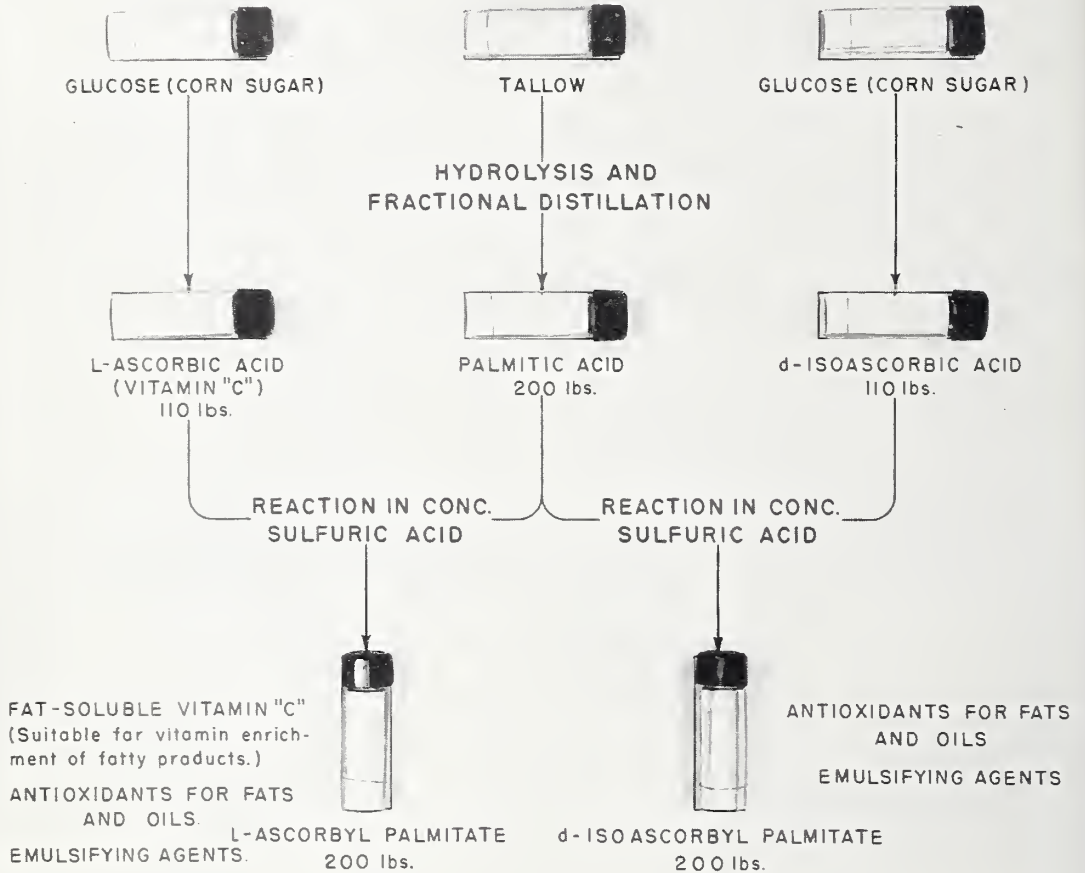 GLUCOSE (CORN SUGAR)
TALLOW
GLUCOSE (CORN SUGAR)
HYDROLYSIS AND
FRACTIONAL DISTILLATION
L-ASCORBIC ACID
(VITAMIN "C")
110 lbs.
PALMITIC ACID
200 lbs.
d-ISOASCORBIC ACID
110 lbs.
REACTION IN CONC.
SULFURIC ACID
REACTION IN CONC.
SULFURIC ACID
FAT-SOLUBLE VITAMIN "C"
(Suitable for vitamin enrich-
ment of fatty products.)
ANTIOXIDANTS FOR FATS
AND OILS.
EMULSIFYING AGENTS.
L-ASCORBYL PALMITATE
200 lbs.
d-ISOASCORBYL PALMITATE
200 lbs.
ANTIOXIDANTS FOR FATS
AND OILS
EMULSIFYING AGENTS